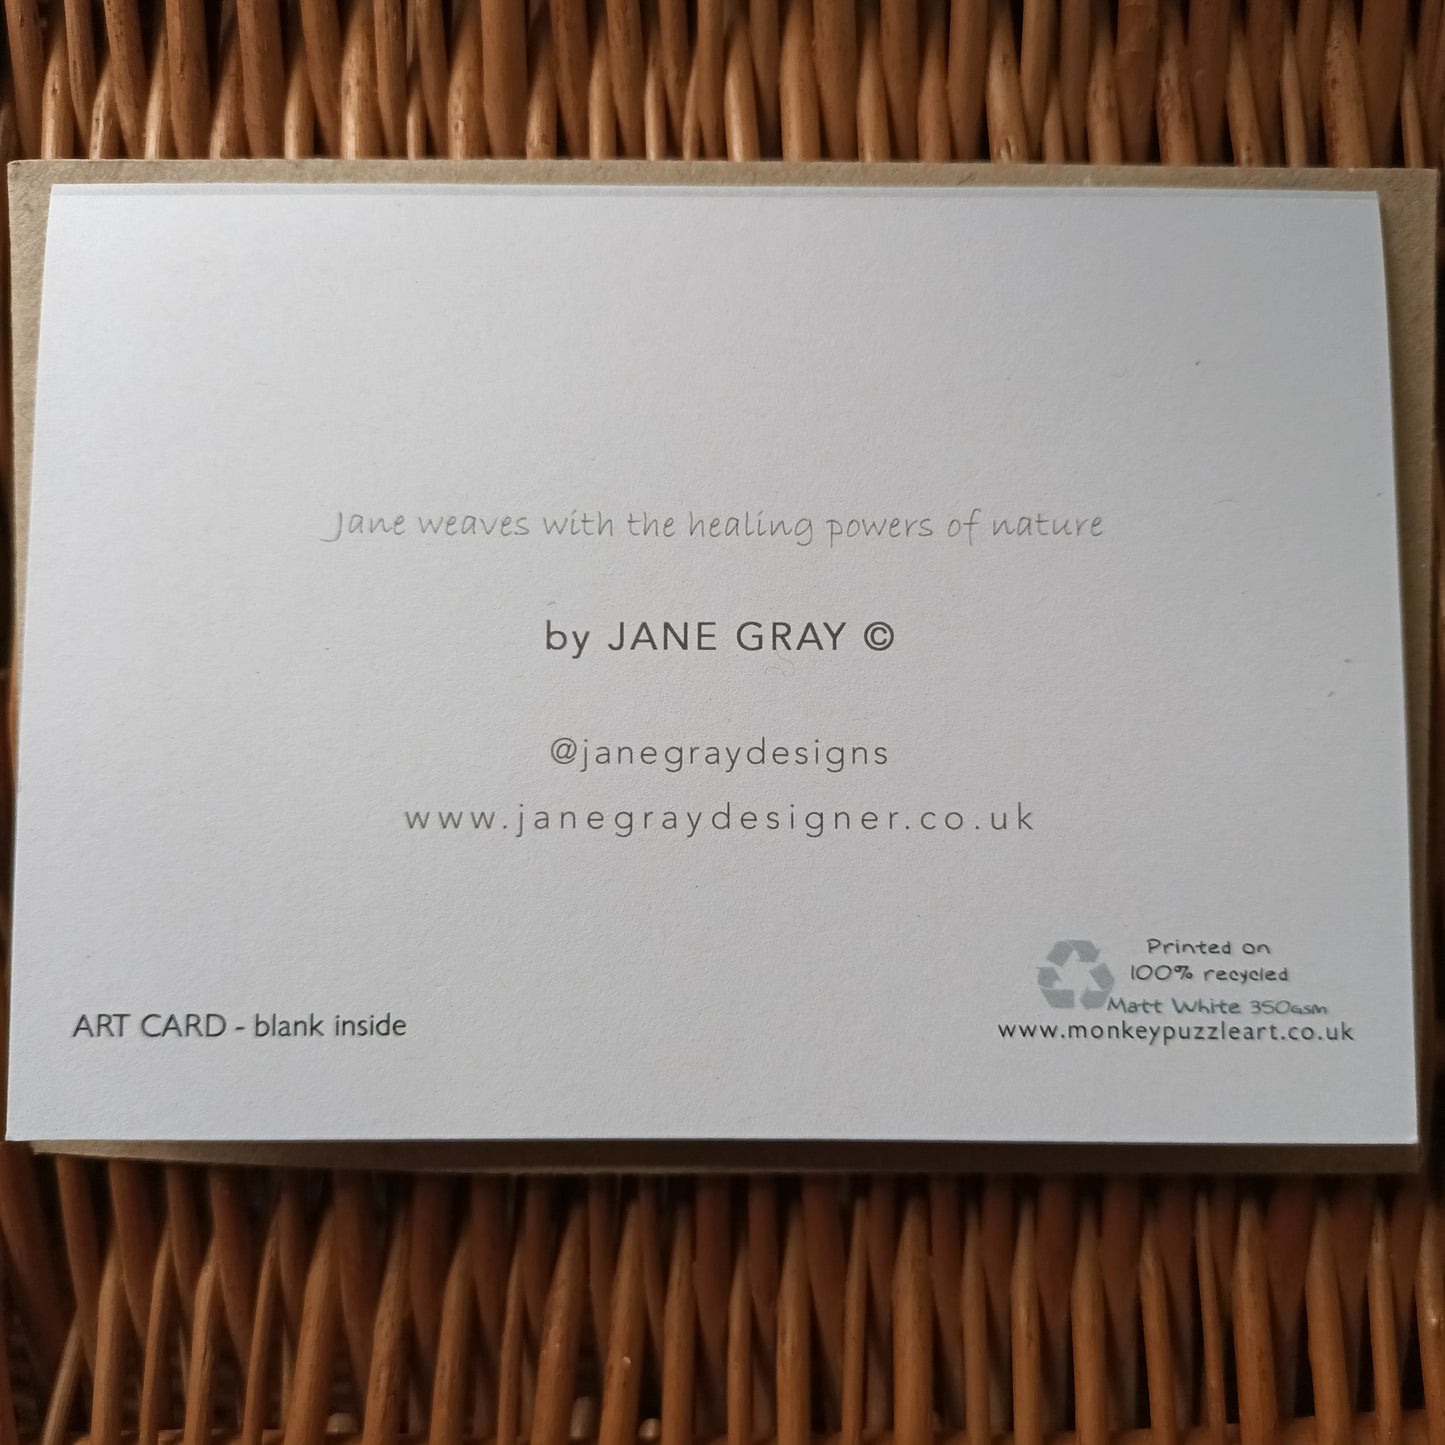 Jane weaves with the healing powers of nature
by JANE GRAY ©
@janegraydesigns
www.janegraydesigner.co.uk
Printed on
100% recycled
Matt White 350GSM
ART CARD - blank inside
www.monkeypuzzleart.co.uk